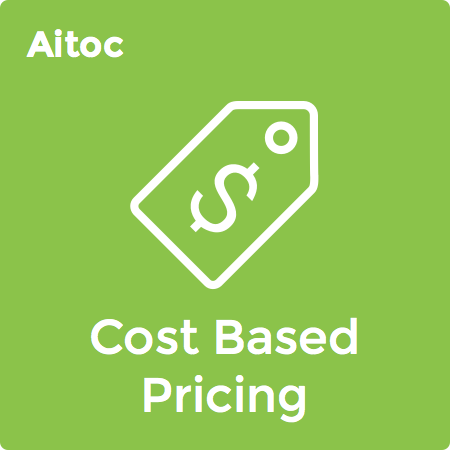 Aitoc
$
Cost Based
Pricing